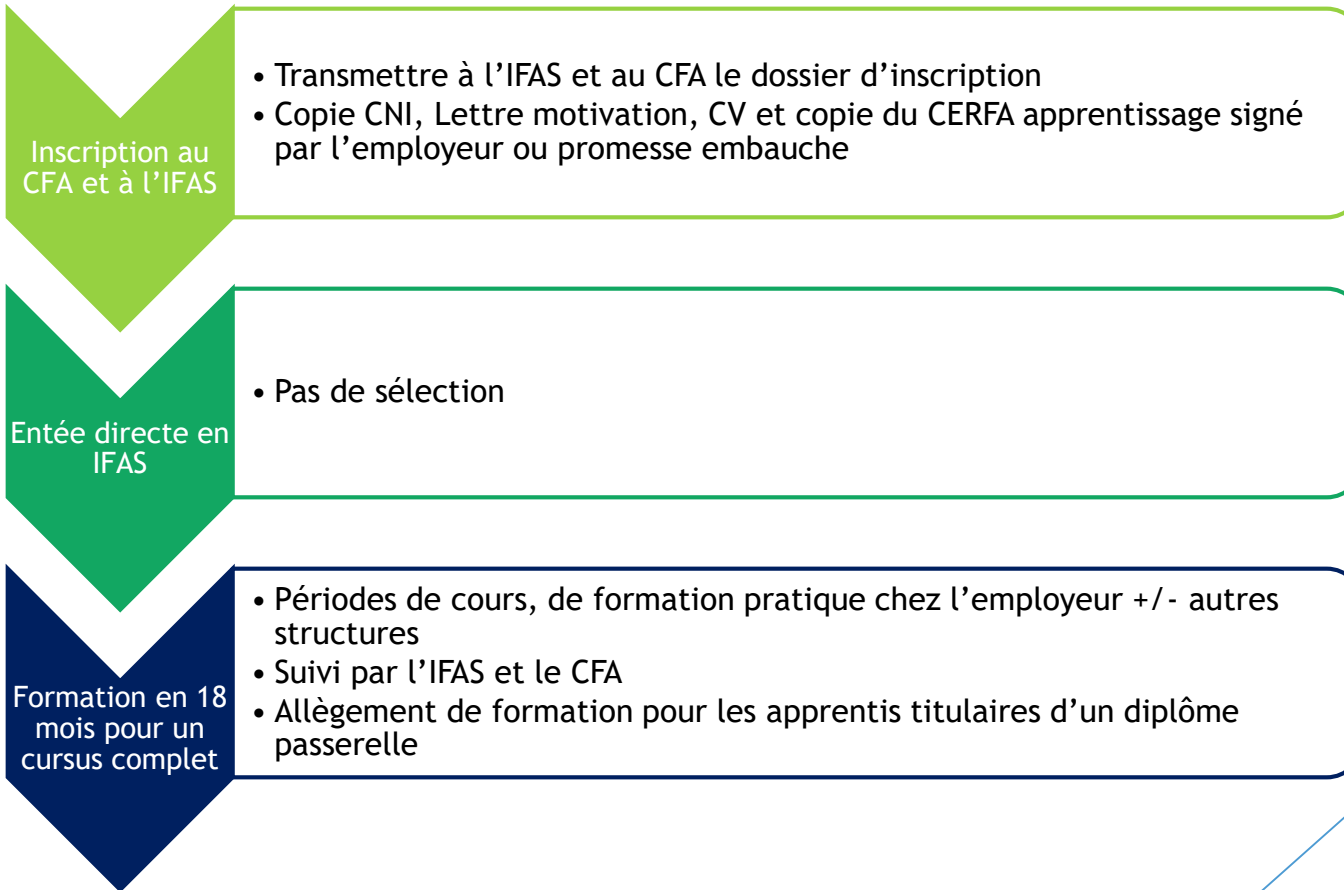 Inscription au
CFA et à l’IFAS
• Transmettre à l’IFAS et au CFA le dossier d’inscription
• Copie CNI, Lettre motivation, CV et copie du CERFA apprentissage signé
par l’employeur ou promesse embauche
Entée directe en
IFAS
• Pas de sélection
Formation en 18
mois pour un
cursus complet
• Périodes de cours, de formation pratique chez l’employeur +/- autres
structures
• Suivi par l’IFAS et le CFA
• Allègement de formation pour les apprentis titulaires d’un diplôme
passerelle